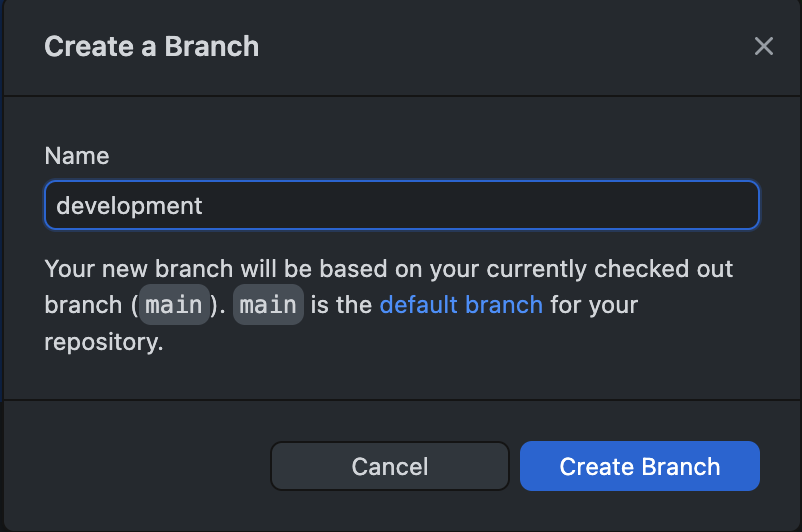 Create a Branch
Name
development
Your new branch will be based on your currently checked out
branch (main). main is the default branch for your
repository.
Cancel
Create Branch